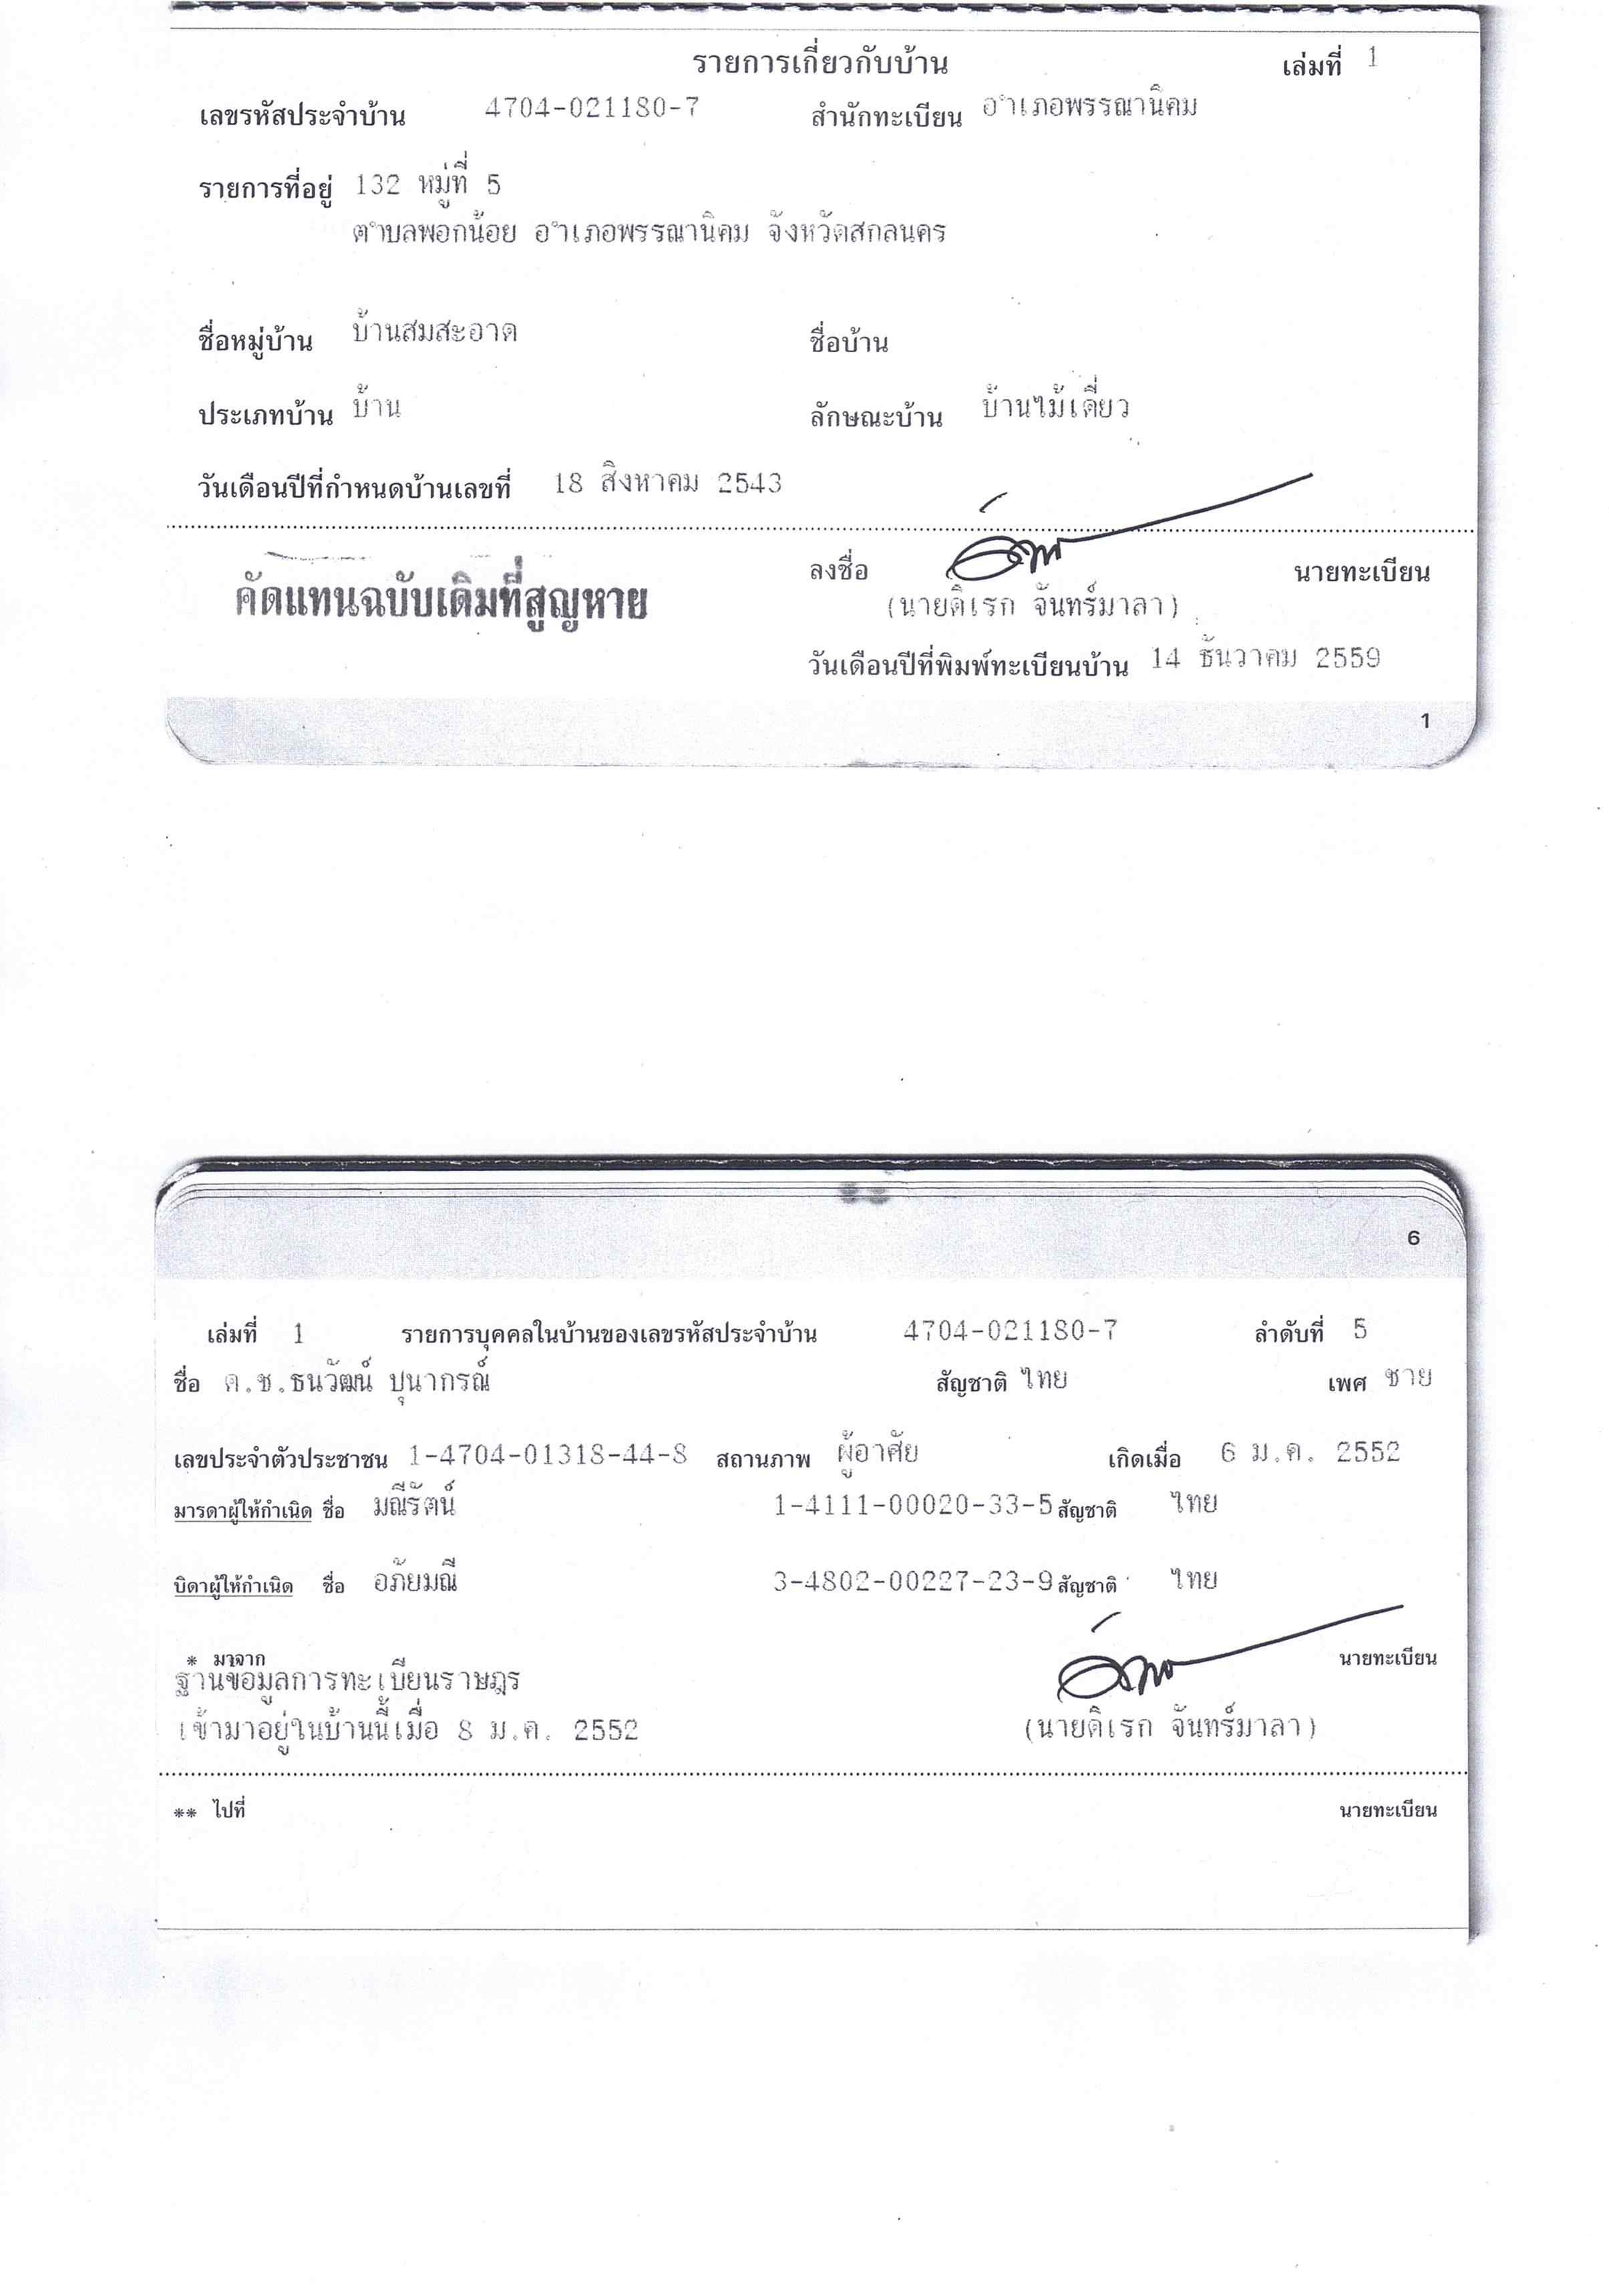 รายการเกี่ยวกับบ้าน เล่มที่ 1
เลขรหัสประจำบ้าน 4704-021180-7 สำนักทะเบียน อำเภอพรรณานิคม
รายการที่อยู่ 132 หมู่ที่ 5
ตำบลพอกน้อย อำเภอพรรณานิคม จังหวัดสกลนคร
ชื่อหมู่บ้าน บ้านสมสะอาด ชื่อบ้าน
ประเภทบ้าน บ้าน ลักษณะบ้าน บ้านไม้เดี่ยว
วันเดือนปีที่กำหนดบ้านเลขที่ 18 สิงหาคม 2543
คัดแทนฉบับเดิมที่สูญหาย ลงชื่อ นายทะเบียน
(นายดิเรก จันทร์มาลา)
วันเดือนปีที่พิมพ์ทะเบียนบ้าน 14 ธันวาคม 2559
1
6
เล่มที่ 1 รายการบุคคลในบ้านของเลขรหัสประจำบ้าน 4704-021180-7 ลำดับที่ 5
ชื่อ ด.ช.ธนวัฒน์ ปุนากรณ์ สัญชาติ ไทย เพศ ชาย
เลขประจำตัวประชาชน 1-4704-01318-44-8 สถานภาพ ผู้อาศัย เกิดเมื่อ 6 ม.ค. 2552
มารดาผู้ให้กำเนิด ชื่อ มณีรัตน์ 1-4111-00020-33-5 สัญชาติ ไทย
บิดาผู้ให้กำเนิด ชื่อ อภัยมณี 3-4802-00227-23-9 สัญชาติ ไทย
* มาจาก นายทะเบียน
ฐานข้อมูลการทะเบียนราษฎร
เข้ามาอยู่ในบ้านนี้เมื่อ 8 ม.ค. 2552 (นายดิเรก จันทร์มาลา)
** ไปที่ นายทะเบียน